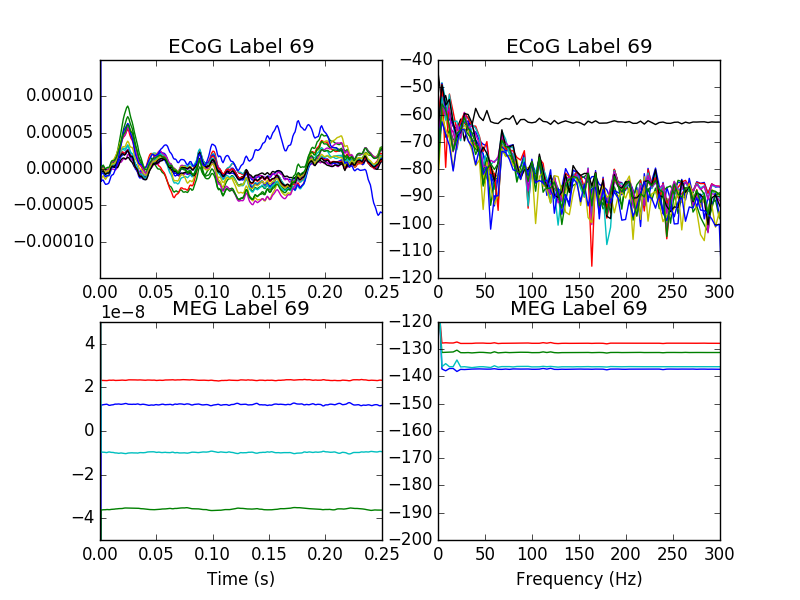 ECoG Label 69
0.00010
0.00005
0.00000
−0.00005
−0.00010
0.00 0.05 0.10 0.15 0.20 0.25
ECoG Label 69
−40
−50
−60
−70
−80
−90
−100
−110
−120
0 50 100 150 200 250 300
MEG Label 69
1e−8
4
2
0
−2
−4
0.00 0.05 0.10 0.15 0.20 0.25
Time (s)
MEG Label 69
−120
−130
−140
−150
−160
−170
−180
−190
−200
0 50 100 150 200 250 300
Frequency (Hz)